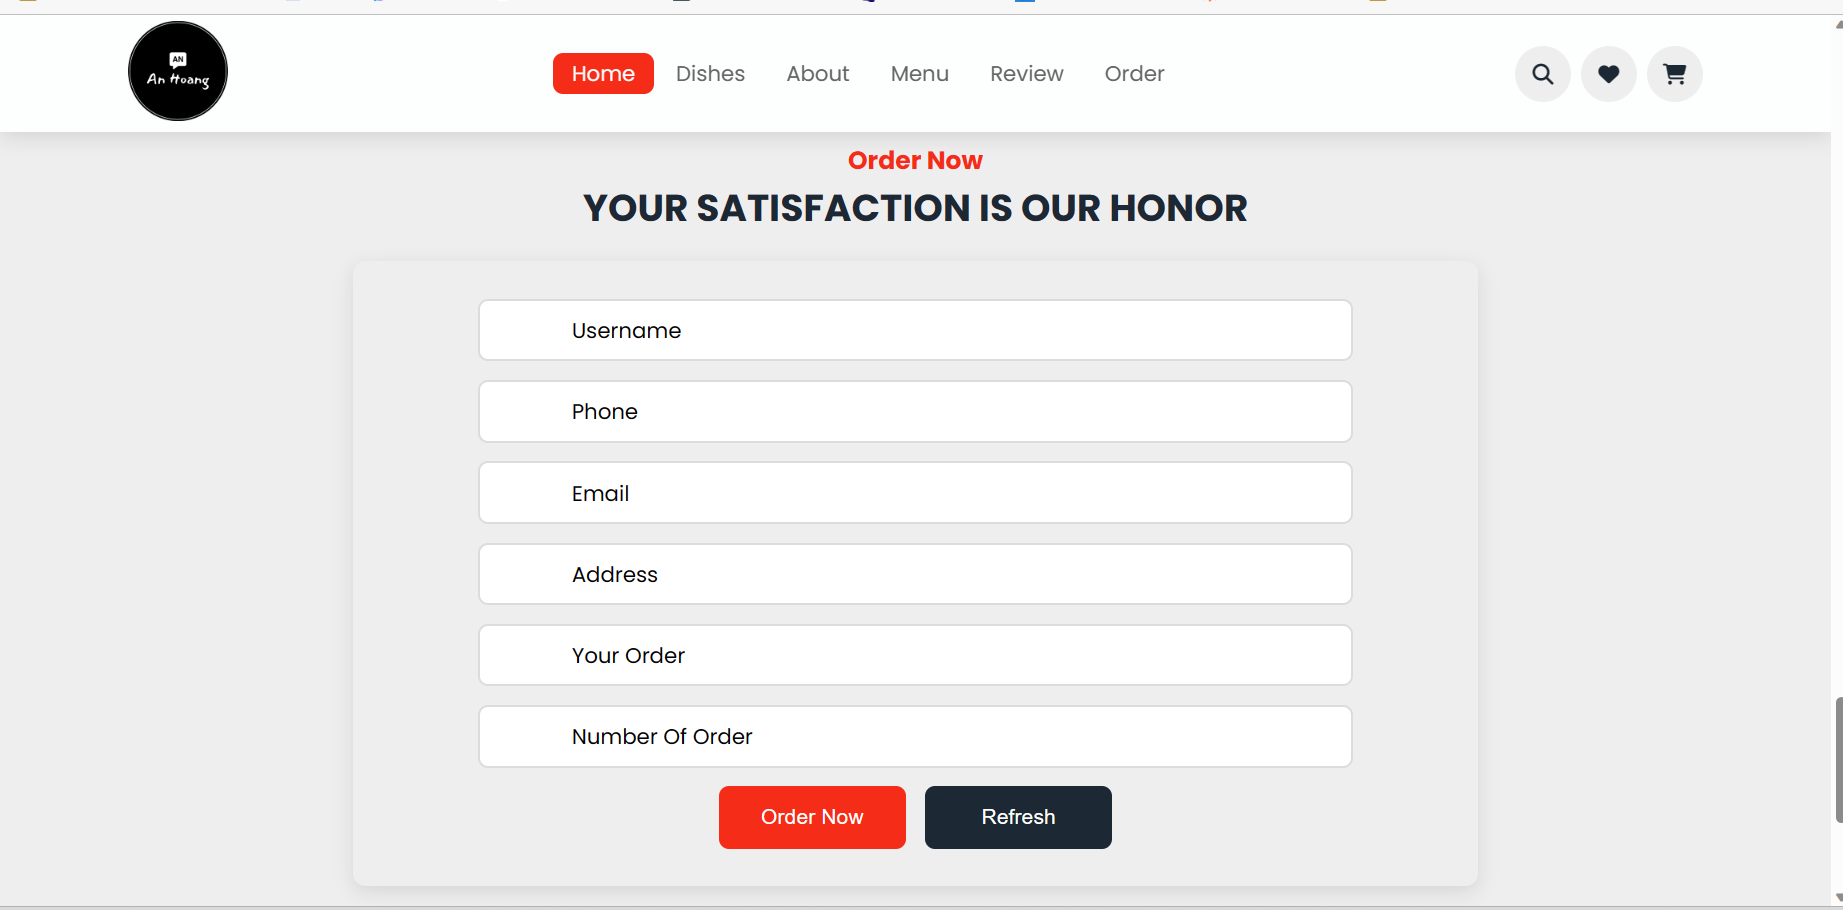 AN
An Hoang
Home Dishes About Menu Review Order
Order Now
YOUR SATISFACTION IS OUR HONOR
Username
Phone
Email
Address
Your Order
Number Of Order
Order Now Refresh